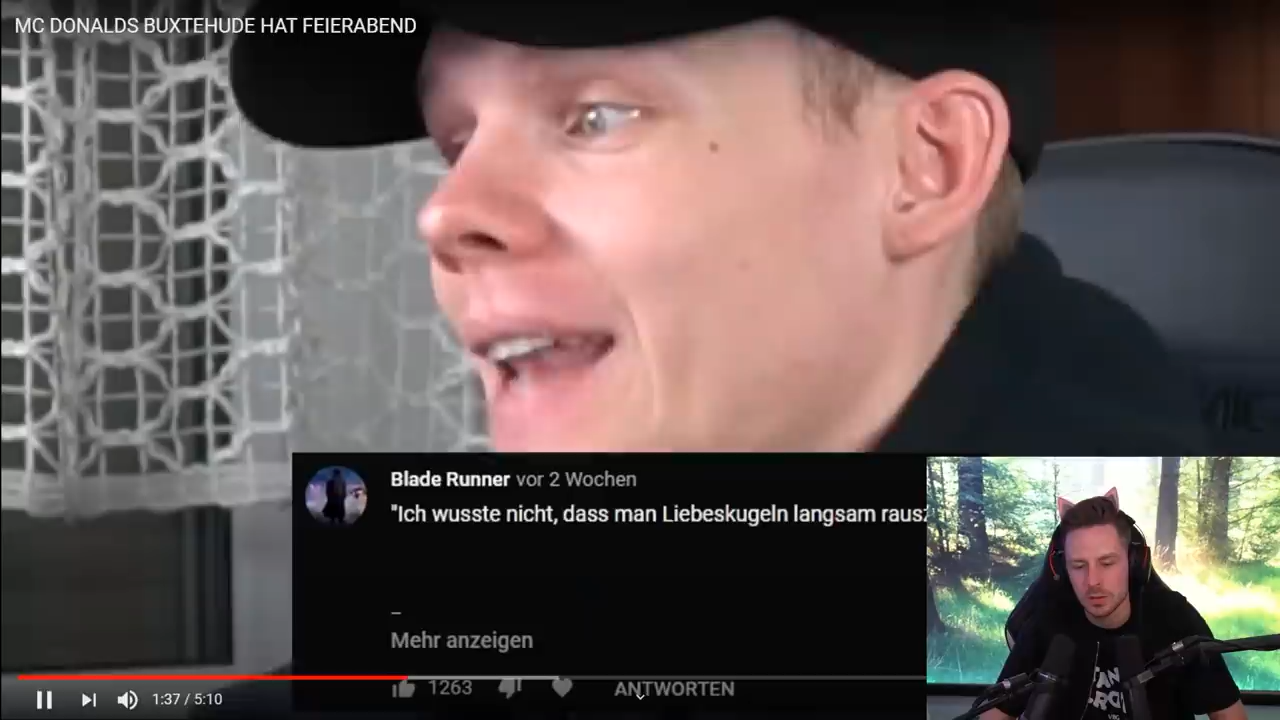 MC DONALDS BUXTEHUDE HAT FEIERABEND
Blade Runner vor 2 Wochen
"Ich wusste nicht, dass man Liebeskugeln langsam
–
Mehr anzeigen
1263 ANTWORTEN
1:37 / 5:10